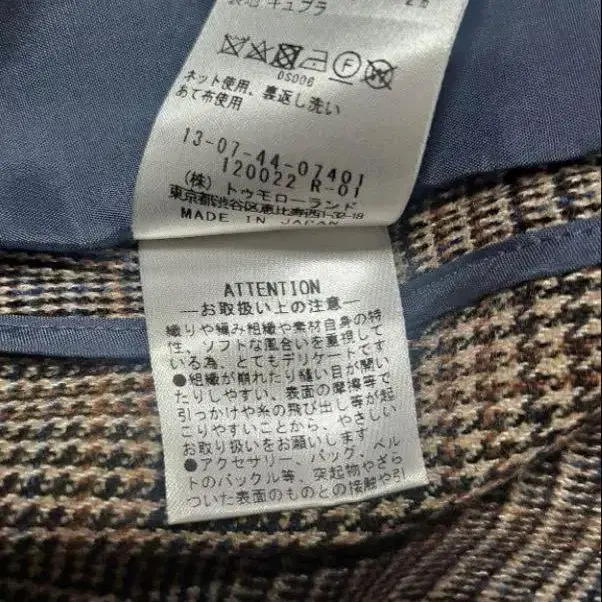 裏地 キュプラ
DS006
ネット使用、裏返し洗い
あて布使用
13-07-44-07401
120022 R-01
(株) トゥモローランド
東京都渋谷区恵比寿西1-32-18
MADE IN JAPAN
ATTENTION
―お取扱い上の注意―
織りや編み組織や素材自身の特
性、ソフトな風合いを重視して
いる為、とてもデリケートです
●組織が崩れたり縫い目が開い
たりしやすい、表面の摩擦等で
引っかけや糸の飛び出し等が起
こりやすいことから、やさしい
お取り扱いをお願いします
●アクセサリー、バッグ、ベル
トのバックル等、突起物やざら
ついた表面のものとの接触や引